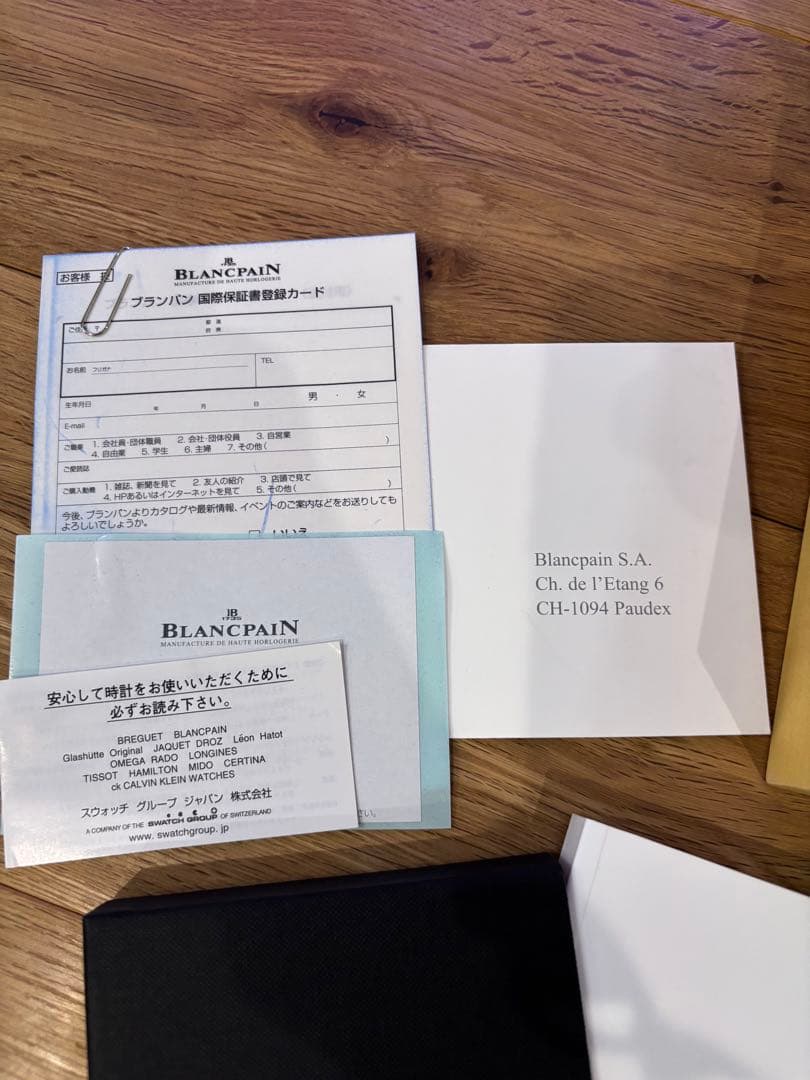 お客様
JB
1735
BLANCPAIN
MANUFACTURE DE HAUTE HORLOGERIE
ブランパン 国際保証書登録カード
〒
都 道
府 県
お名前 フリガナ
TEL
生年月日 年 月 日 男 ・ 女
E-mail
ご職業 1. 会社員・団体職員 2. 会社・団体役員 3. 自営業
4. 自由業 5. 学生 6. 主婦 7. その他( )
ご愛読誌
ご購入動機 1. 雑誌、新聞を見て 2. 友人の紹介 3. 店頭で見て
4. HPあるいはインターネットを見て 5. その他( )
今後、ブランパンよりカタログや最新情報、イベントのご案内などをお送りしても
よろしいでしょうか。
いいえ
Blancpain S.A.
Ch. de l'Etang 6
CH-1094 Paudex
JB
1735
BLANCPAIN
MANUFACTURE DE HAUTE HORLOGERIE
さい。
安心して時計をお使いいただくために
必ずお読み下さい。
BREGUET BLANCPAIN
Glashütte Original JAQUET DROZ Léon Hatot
OMEGA RADO LONGINES
TISSOT HAMILTON MIDO CERTINA
ck CALVIN KLEIN WATCHES
スウォッチ グループ ジャパン 株式会社
A COMPANY OF THE SWATCH GROUP OF SWITZERLAND
www. swatchgroup. jp